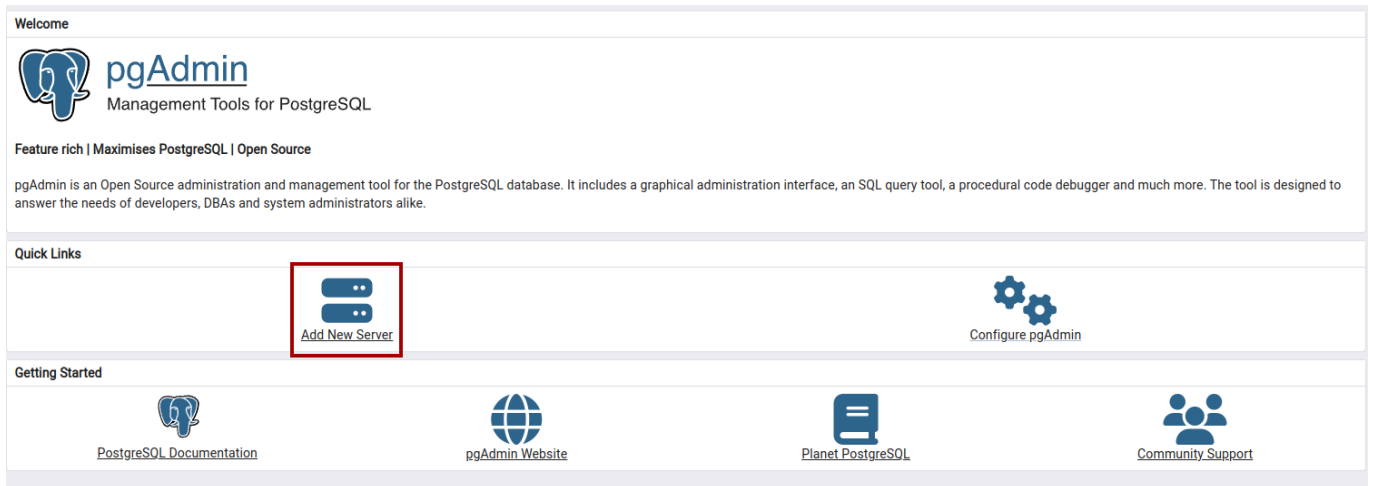 Welcome
pgAdmin
Management Tools for PostgreSQL
Feature rich | Maximises PostgreSQL | Open Source
pgAdmin is an Open Source administration and management tool for the PostgreSQL database. It includes a graphical administration interface, an SQL query tool, a procedural code debugger and much more. The tool is designed to
answer the needs of developers, DBAs and system administrators alike.
Quick Links
Add New Server
Configure pgAdmin
Getting Started
PostgreSQL Documentation
pgAdmin Website
Planet PostgreSQL
Community Support